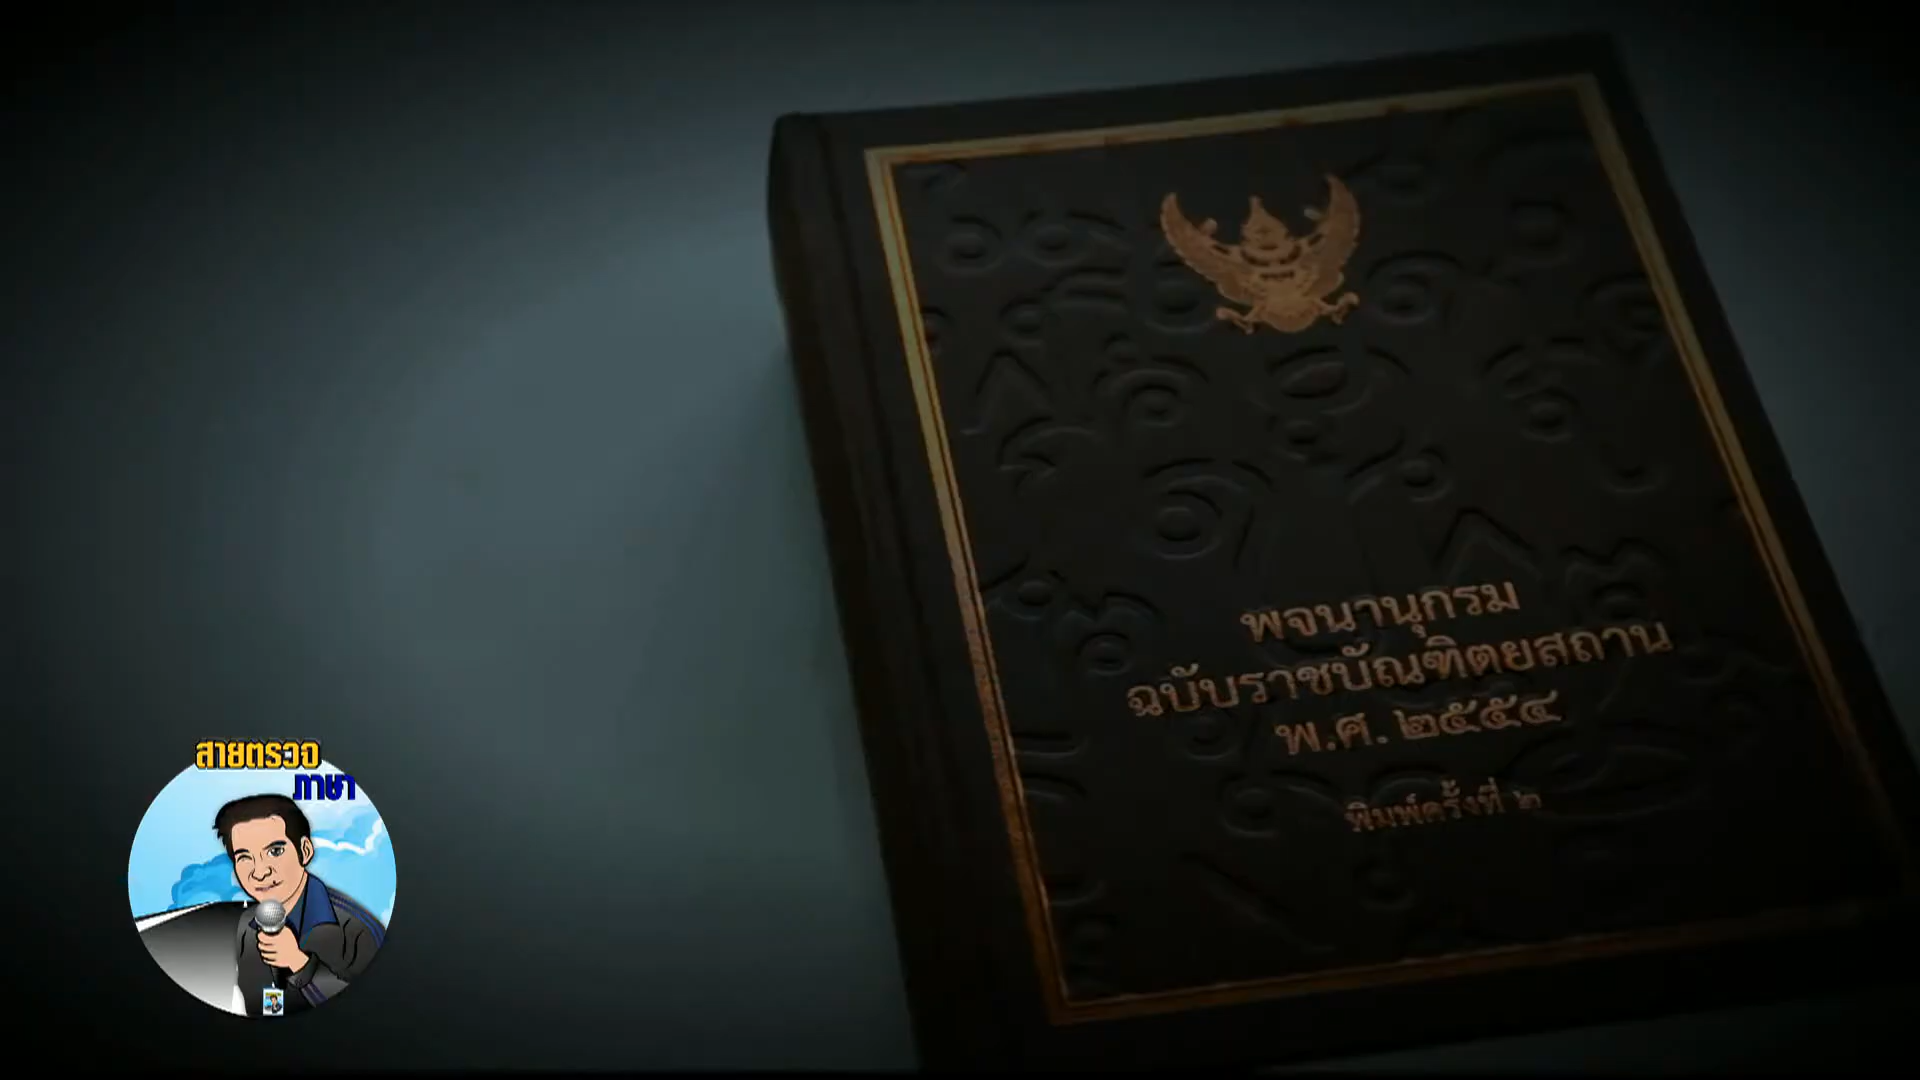 พจนานุกรม
ฉบับราชบัณฑิตยสถาน
พ.ศ. ๒๕๕๔
พิมพ์ครั้งที่ ๒
สายตรวจ
ภาษา